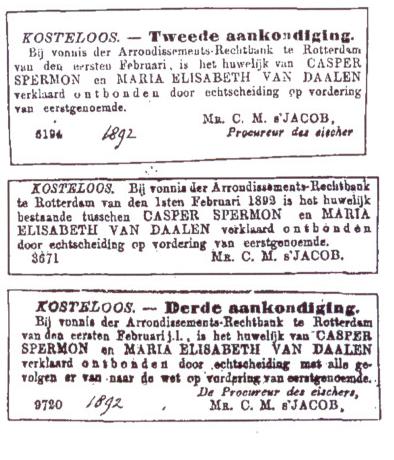 KOSTELOOS. — Tweede aankondiging.
Bij vonnis der Arrondissements-Rechtbank te Rotterdam
van den eersten Februari, is het huwelijk van CASPER
SPERMON en MARIA ELISABETH VAN DAALEN
verklaard ontbonden door echtscheiding op vordering
van eerstgenoemde.
MR. C. M. S'JACOB,
6194 1892 Procureur des eischer
KOSTELOOS. Bij vonnis der Arrondissements-Rechtbank
te Rotterdam van den 1sten Februari 1892 is het huwelijk
bestaande tusschen CASPER SPERMON en MARIA
ELISABETH VAN DAALEN verklaard ontbonden
door echtscheiding op vordering van eerstgenoemde.
3671 MR. C. M. S'JACOB.
KOSTELOOS. — Derde aankondiging.
Bij vonnis der Arrondissements-Rechtbank te Rotterdam
van den eersten Februari j.l., is het huwelijk van CASPER
SPERMON en MARIA ELISABETH VAN DAALEN
verklaard ontbonden door echtscheiding met alle ge-
volgen er van naar de wet op vordering van eerstgenoemde.
De Procureur des eischers,
9720 1892 MR. C. M. S'JACOB,